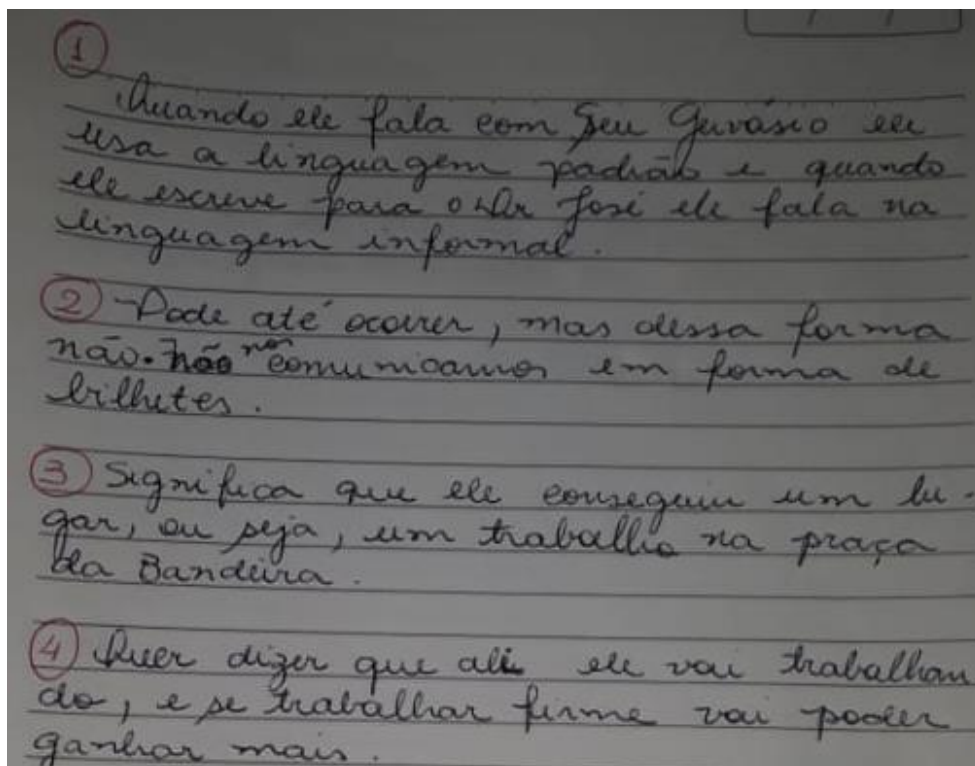 1
Quando ele fala com Seu Gervásio ele
usa a linguagem padrão e quando
ele escreve para o Dr José ele fala na
linguagem informal.
2 Pode até ocorrer, mas dessa forma
não. não nos comunicamos em forma de
bilhetes.
3 Significa que ele conseguiu um lu-
gar, ou seja, um trabalho na praça
da Bandeira.
4 Quer dizer que ali ele vai trabalhan
do, e se trabalhar firme vai poder
ganhar mais.